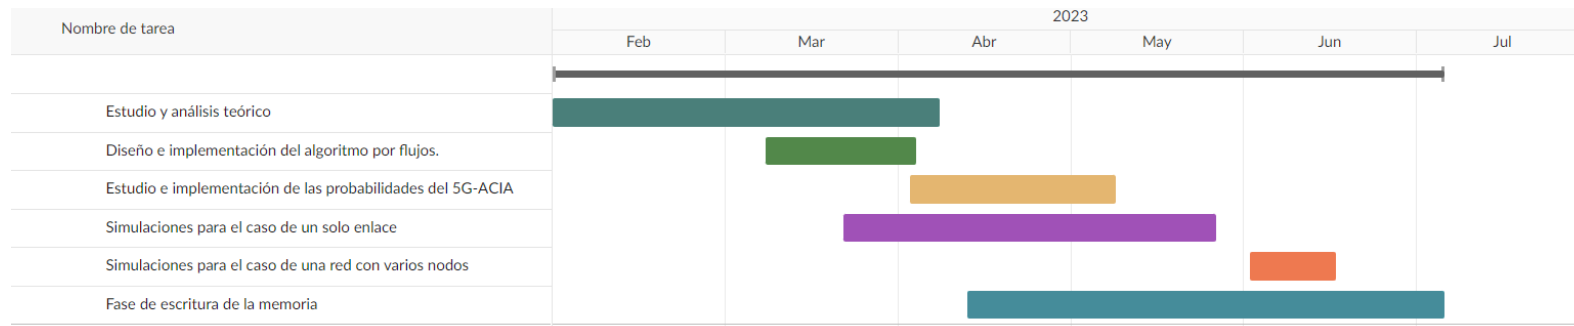 2023
Nombre de tarea
Feb Mar Abr May Jun Jul
Estudio y análisis teórico
Diseño e implementación del algoritmo por flujos.
Estudio e implementación de las probabilidades del 5G-ACIA
Simulaciones para el caso de un solo enlace
Simulaciones para el caso de una red con varios nodos
Fase de escritura de la memoria